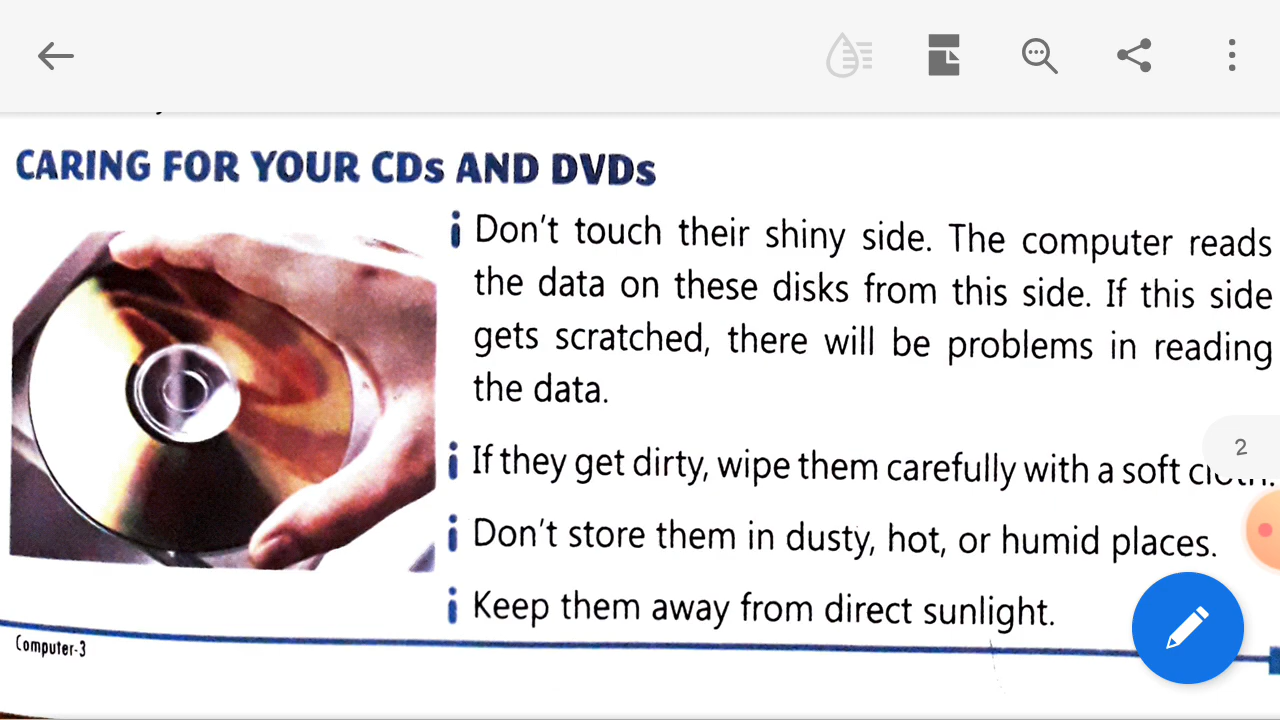 CARING FOR YOUR CDs AND DVDs
Don't touch their shiny side. The computer reads
the data on these disks from this side. If this side
gets scratched, there will be problems in reading
the data.
If they get dirty, wipe them carefully with a soft cloth.
2
Don't store them in dusty, hot, or humid places.
Keep them away from direct sunlight.
Computer-3